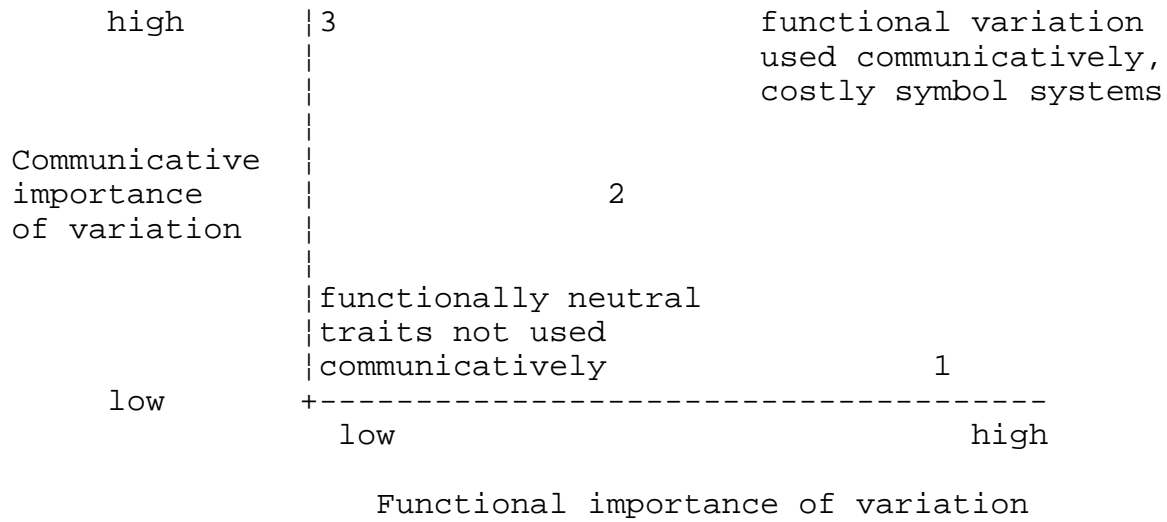 high 3 functional variation
used communicatively,
costly symbol systems
Communicative
importance 2
of variation
functionally neutral
traits not used
communicatively 1
low
low high
Functional importance of variation